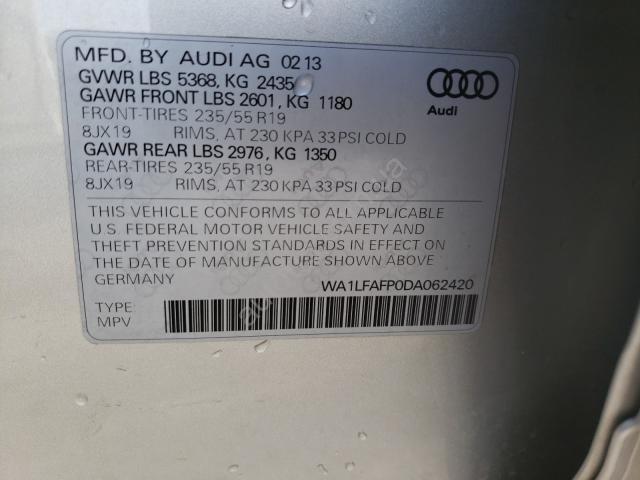 MFD. BY AUDI AG 02 13
GVWR LBS 5368, KG 2435
GAWR FRONT LBS 2601, KG 1180
FRONT-TIRES 235/55 R19
8JX19 RIMS, AT 230 KPA 33 PSI COLD
GAWR REAR LBS 2976, KG 1350
REAR-TIRES 235/55 R19
8JX19 RIMS, AT 230 KPA 33 PSI COLD
Audi
THIS VEHICLE CONFORMS TO ALL APPLICABLE
U.S. FEDERAL MOTOR VEHICLE SAFETY AND
THEFT PREVENTION STANDARDS IN EFFECT ON
THE DATE OF MANUFACTURE SHOWN ABOVE
GERMANY
WA1LFAFP0DA062420
TYPE:
MPV